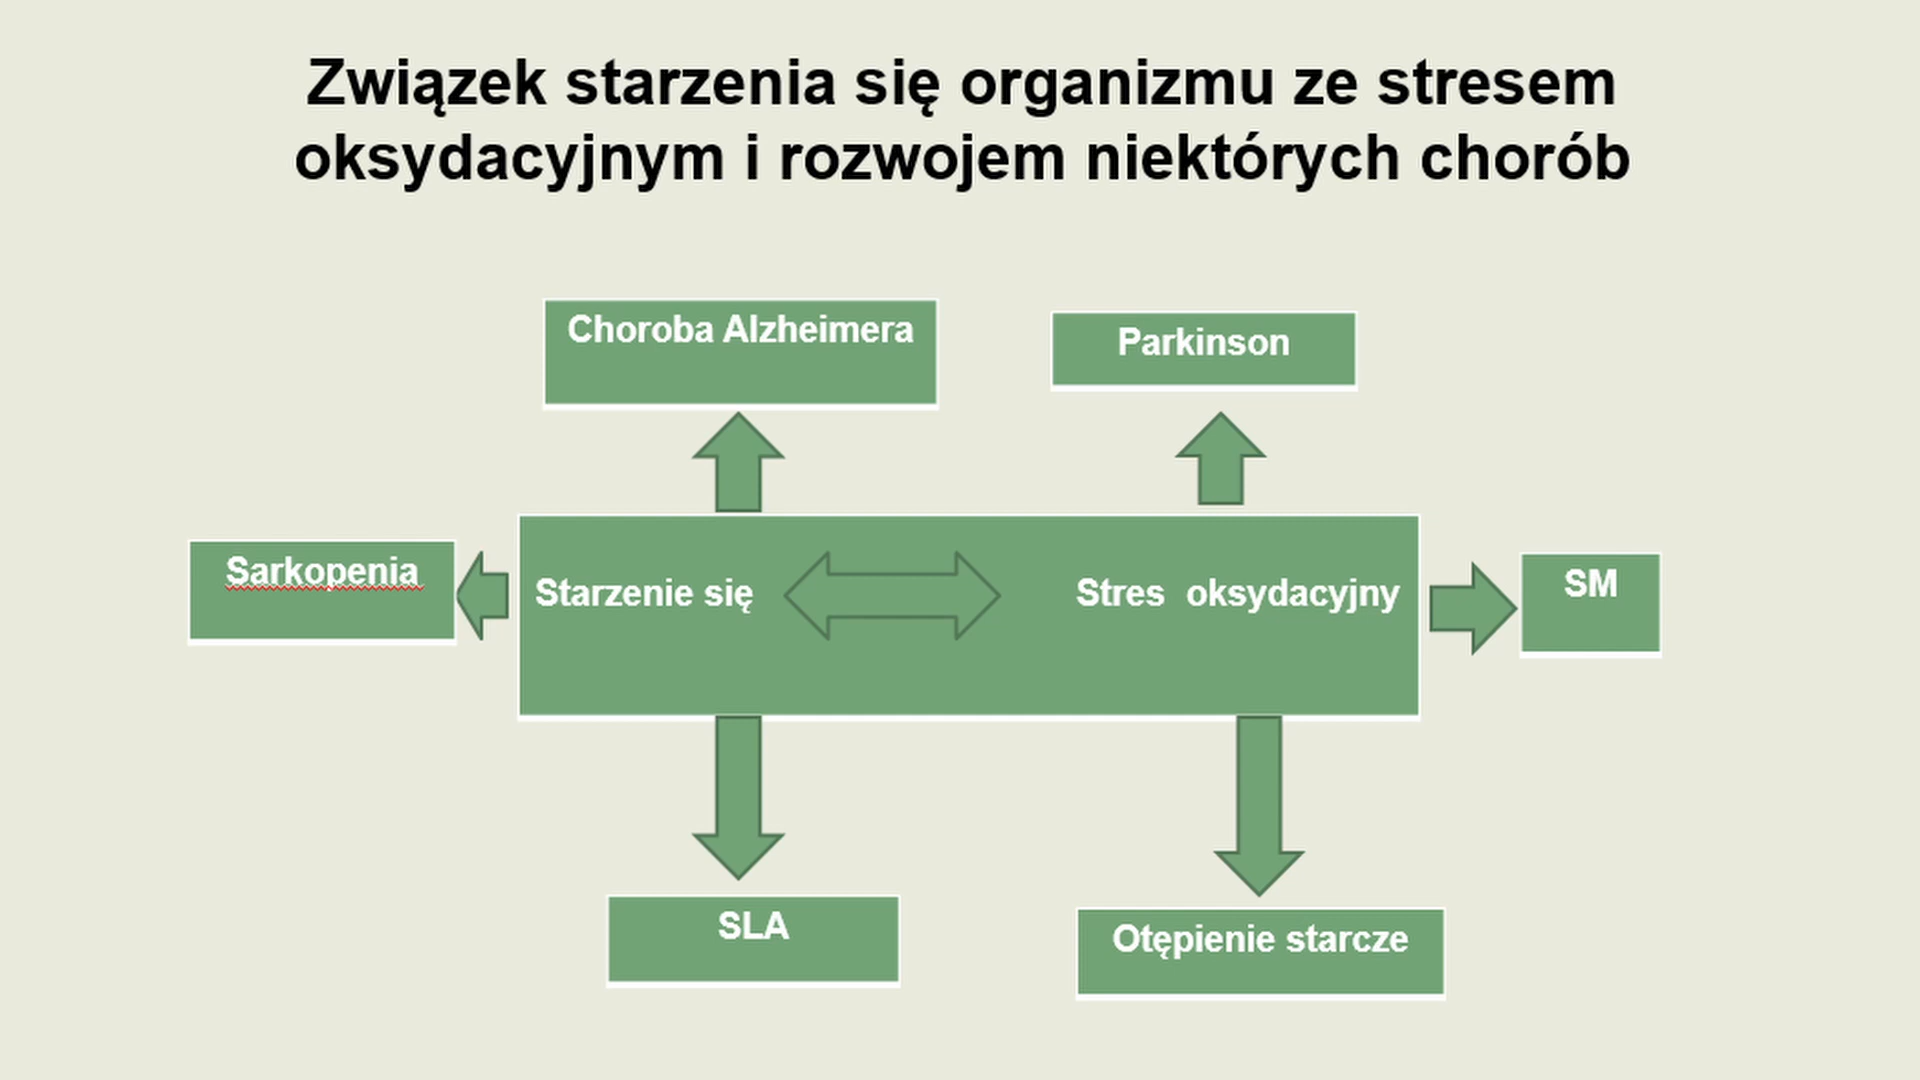 Związek starzenia się organizmu ze stresem
oksydacyjnym i rozwojem niektórych chorób
Choroba Alzheimera
Parkinson
Sarkopenia
Starzenie się
Stres oksydacyjny
SM
SLA
Otępienie starcze